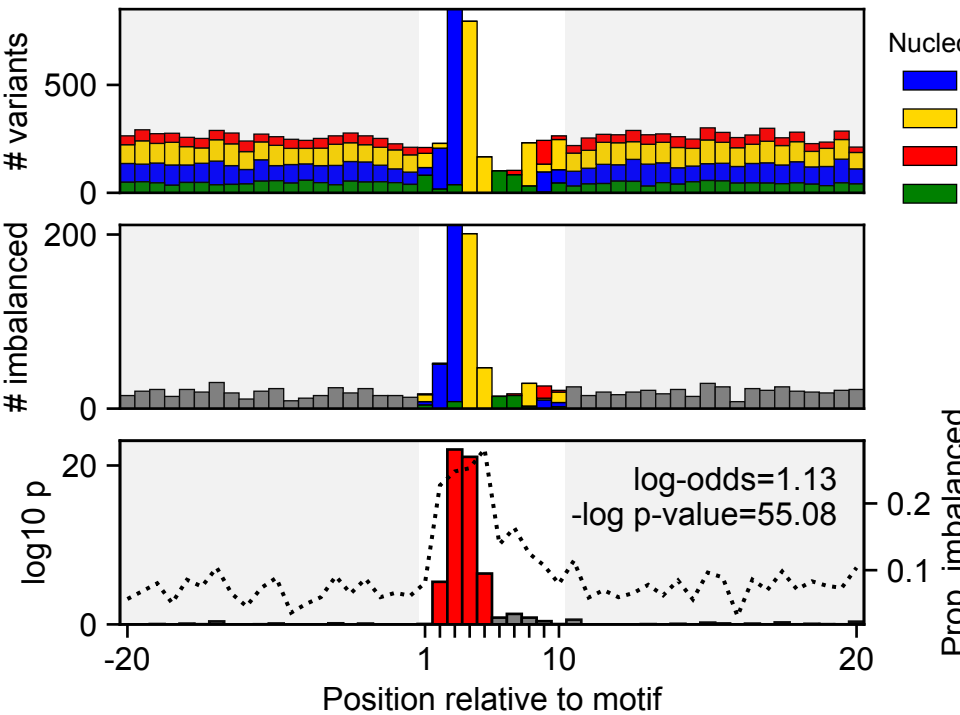 # variants
500
0
Nucleo
# imbalanced
200
0
log10 p
20
0
log-odds=1.13
-log p-value=55.08
0.2
0.1
Prop. imbalanced
-20
1
10
20
Position relative to motif